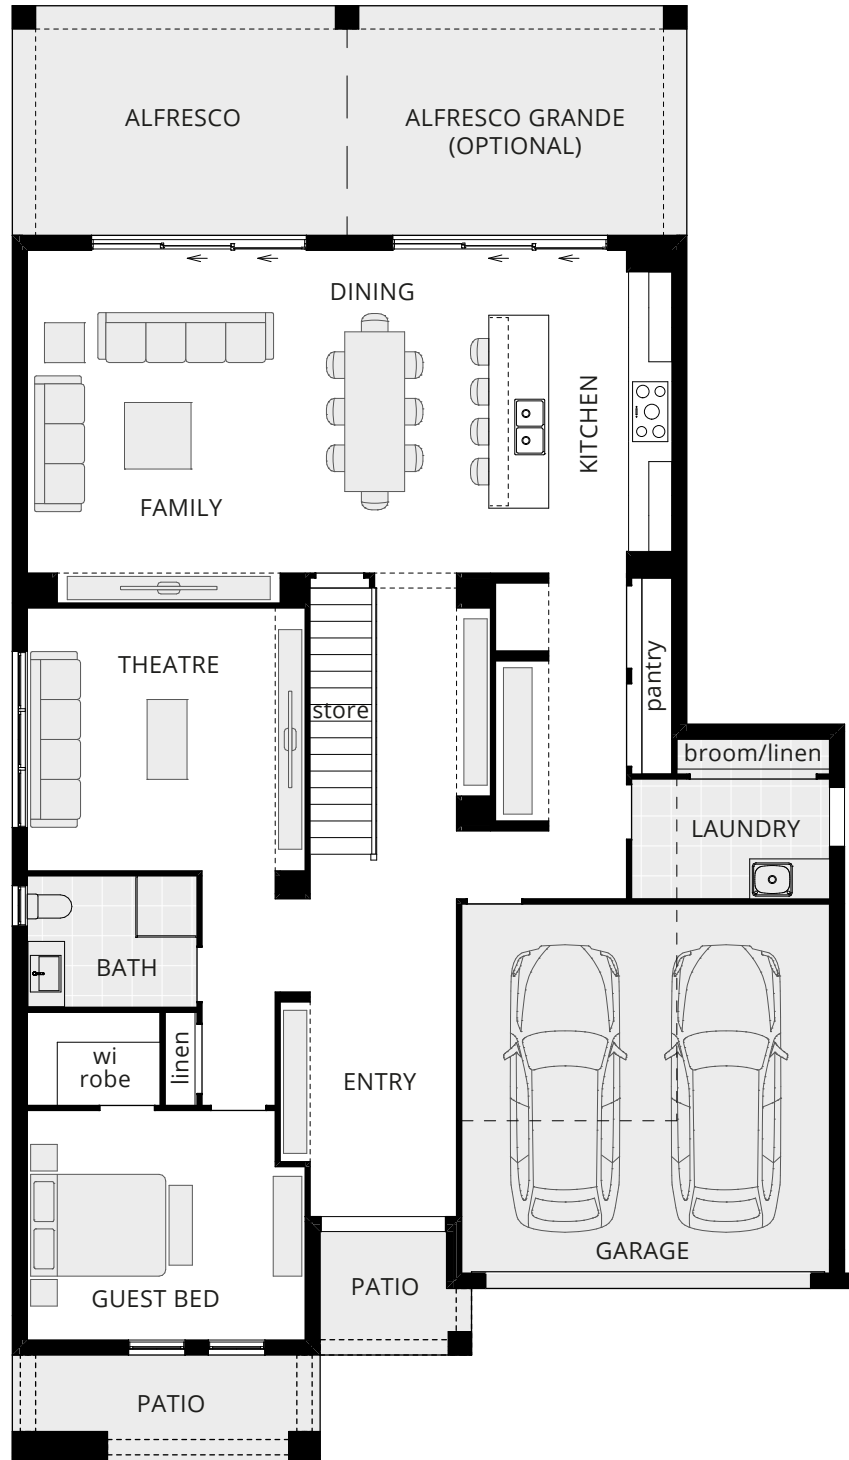 ALFRESCO
ALFRESCO GRANDE
(OPTIONAL)
DINING
KITCHEN
FAMILY
THEATRE
store
pantry
broom/linen
LAUNDRY
BATH
wi
robe
linen
ENTRY
GARAGE
PATIO
GUEST BED
PATIO